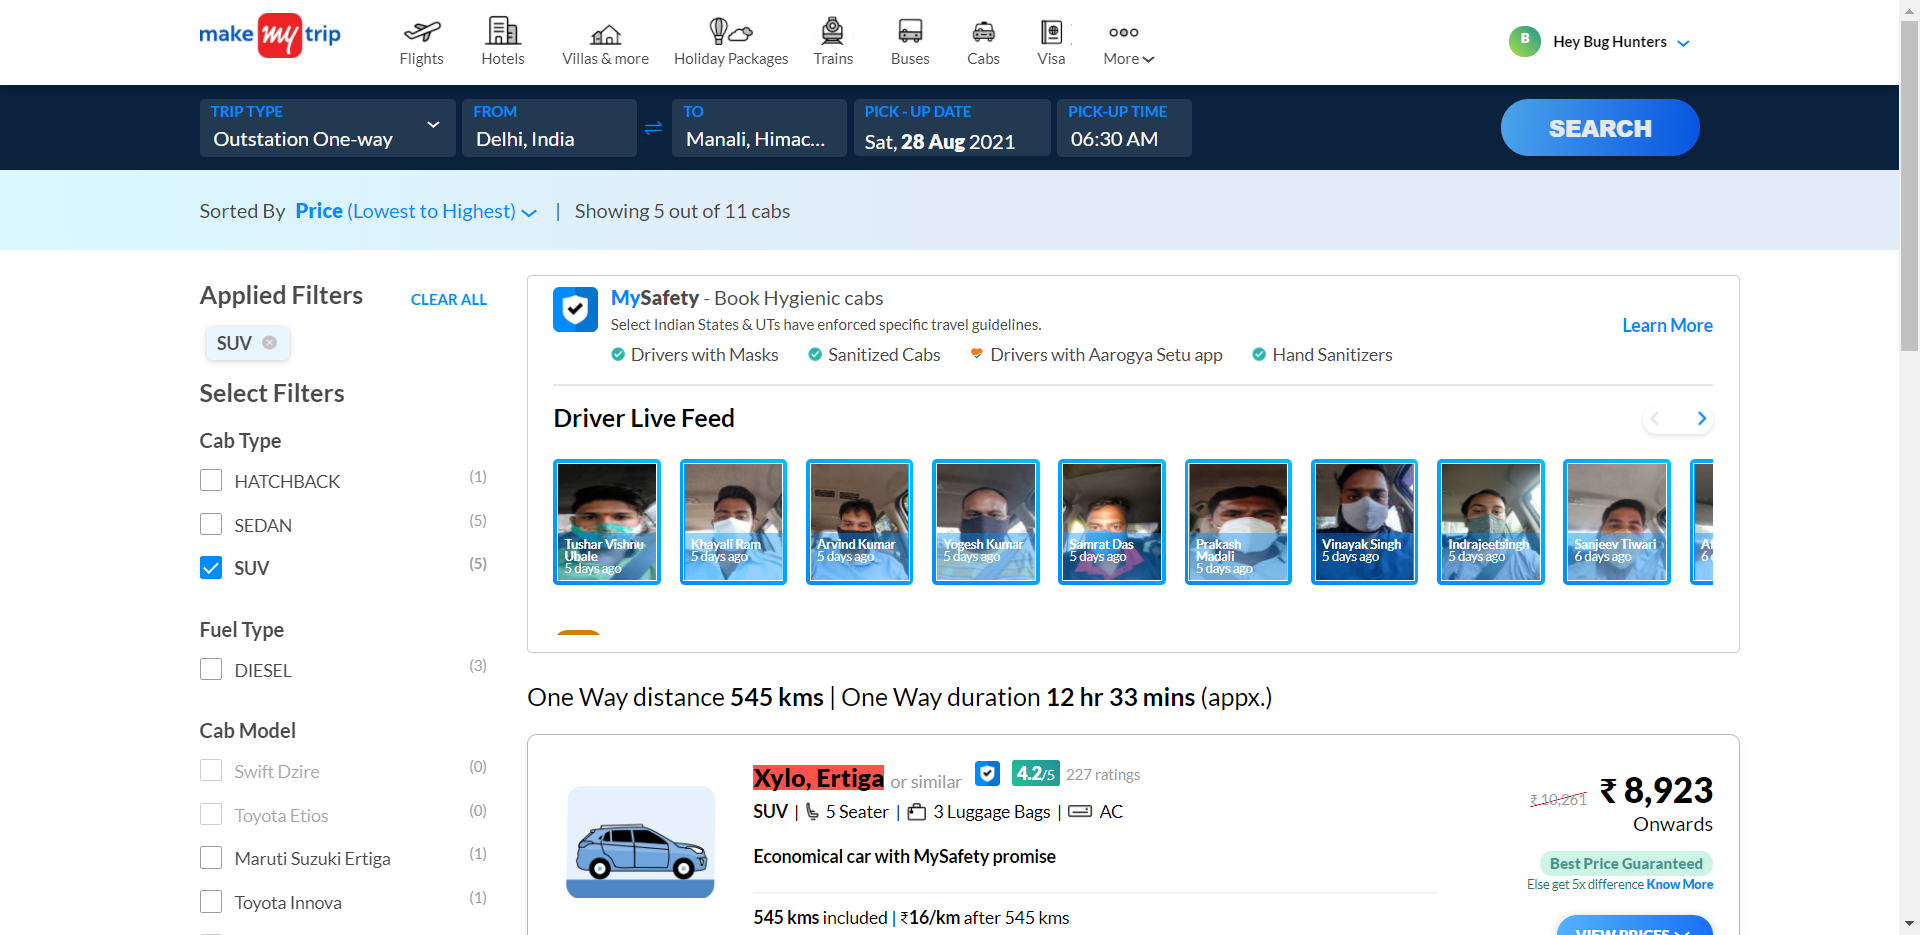 make my trip
Flights
Hotels
Villas & more
Holiday Packages
Trains
Buses
Cabs
Visa
More
B
Hey Bug Hunters
TRIP TYPE
Outstation One-way
FROM
Delhi, India
TO
Manali, Himac...
PICK - UP DATE
Sat, 28 Aug 2021
PICK-UP TIME
06:30 AM
SEARCH
Sorted By Price (Lowest to Highest) | Showing 5 out of 11 cabs
Applied Filters
CLEAR ALL
SUV
Select Filters
Cab Type
HATCHBACK (1)
SEDAN (5)
SUV (5)
Fuel Type
DIESEL (3)
Cab Model
Swift Dzire (0)
Toyota Etios (0)
Maruti Suzuki Ertiga (1)
Toyota Innova (1)
MySafety - Book Hygienic cabs
Select Indian States & UTs have enforced specific travel guidelines.
Learn More
Drivers with Masks
Sanitized Cabs
Drivers with Aarogya Setu app
Hand Sanitizers
Driver Live Feed
Tushar Vishnu
Ubale
5 days ago
Khayali Ram
5 days ago
Arvind Kumar
5 days ago
Yogesh Kumar
5 days ago
Samrat Das
5 days ago
Prakash
Madali
5 days ago
Vinayak Singh
5 days ago
Indrajeetsingh
5 days ago
Sanjeev Tiwari
6 days ago
One Way distance 545 kms | One Way duration 12 hr 33 mins (appx.)
Xylo, Ertiga or similar
4.2/5 227 ratings
SUV | 5 Seater | 3 Luggage Bags | AC
Economical car with MySafety promise
545 kms included | ₹16/km after 545 kms
₹ 10,261 ₹ 8,923
Onwards
Best Price Guaranteed
Else get 5x difference Know More
VIEW PRICES